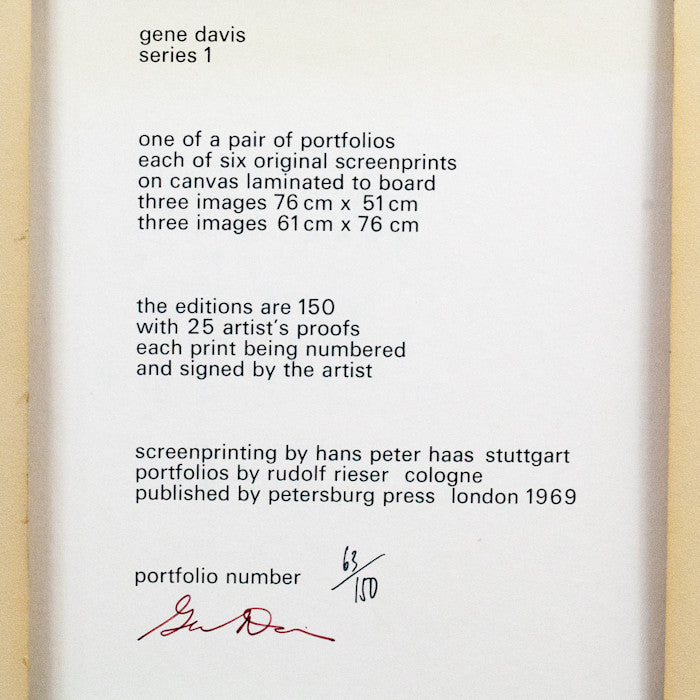 gene davis
series 1
one of a pair of portfolios
each of six original screenprints
on canvas laminated to board
three images 76 cm x 51 cm
three images 61 cm x 76 cm
the editions are 150
with 25 artist's proofs
each print being numbered
and signed by the artist
screenprinting by hans peter haas stuttgart
portfolios by rudolf rieser cologne
published by petersburg press london 1969
portfolio number 63/150
Gene Davis